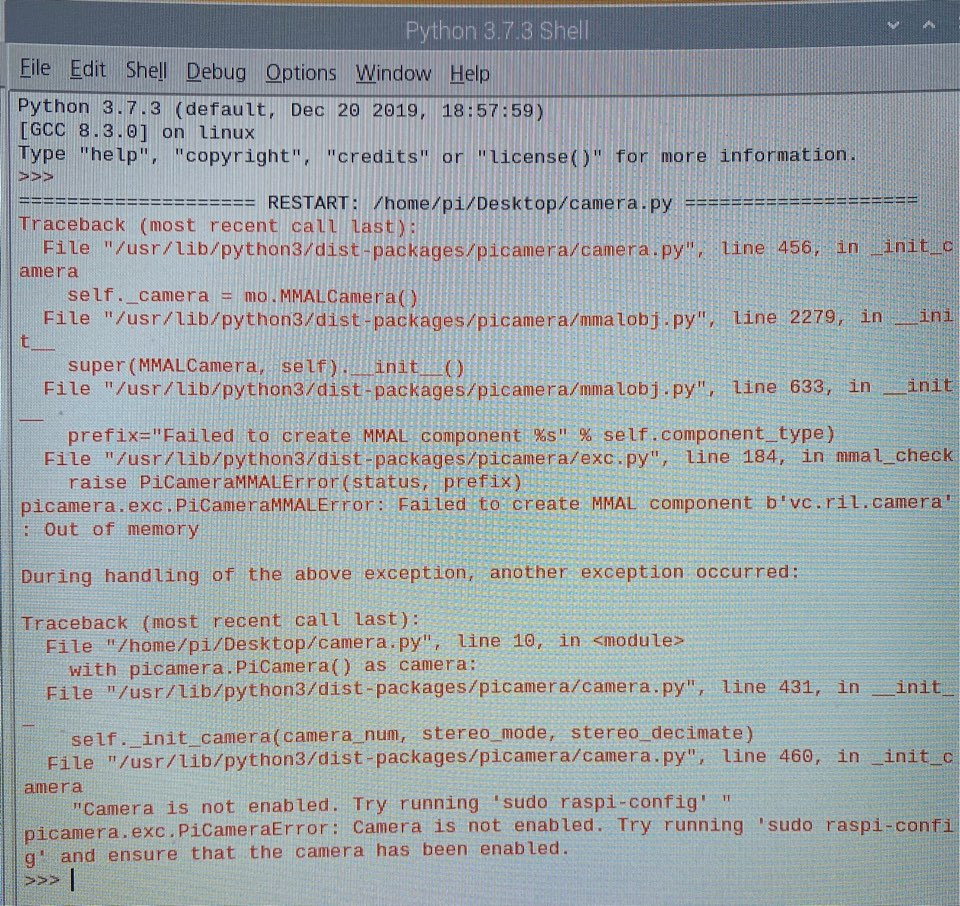 Python 3.7.3 Shell
File Edit Shell Debug Options Window Help
Python 3.7.3 (default, Dec 20 2019, 18:57:59)
[GCC 8.3.0] on linux
Type "help", "copyright", "credits" or "license()" for more information.
>>>
==================== RESTART: /home/pi/Desktop/camera.py ====================
Traceback (most recent call last):
  File "/usr/lib/python3/dist-packages/picamera/camera.py", line 456, in _init_c
amera
    self._camera = mo.MMALCamera()
  File "/usr/lib/python3/dist-packages/picamera/mmalobj.py", line 2279, in __ini
t__
    super(MMALCamera, self).__init__()
  File "/usr/lib/python3/dist-packages/picamera/mmalobj.py", line 633, in __init
__
    prefix="Failed to create MMAL component %s" % self.component_type)
  File "/usr/lib/python3/dist-packages/picamera/exc.py", line 184, in mmal_check
    raise PiCameraMMALError(status, prefix)
picamera.exc.PiCameraMMALError: Failed to create MMAL component b'vc.ril.camera'
: Out of memory

During handling of the above exception, another exception occurred:

Traceback (most recent call last):
  File "/home/pi/Desktop/camera.py", line 10, in <module>
    with picamera.PiCamera() as camera:
  File "/usr/lib/python3/dist-packages/picamera/camera.py", line 431, in __init_
_
    self._init_camera(camera_num, stereo_mode, stereo_decimate)
  File "/usr/lib/python3/dist-packages/picamera/camera.py", line 460, in _init_c
amera
    "Camera is not enabled. Try running 'sudo raspi-config' "
picamera.exc.PiCameraError: Camera is not enabled. Try running 'sudo raspi-confi
g' and ensure that the camera has been enabled.
>>>